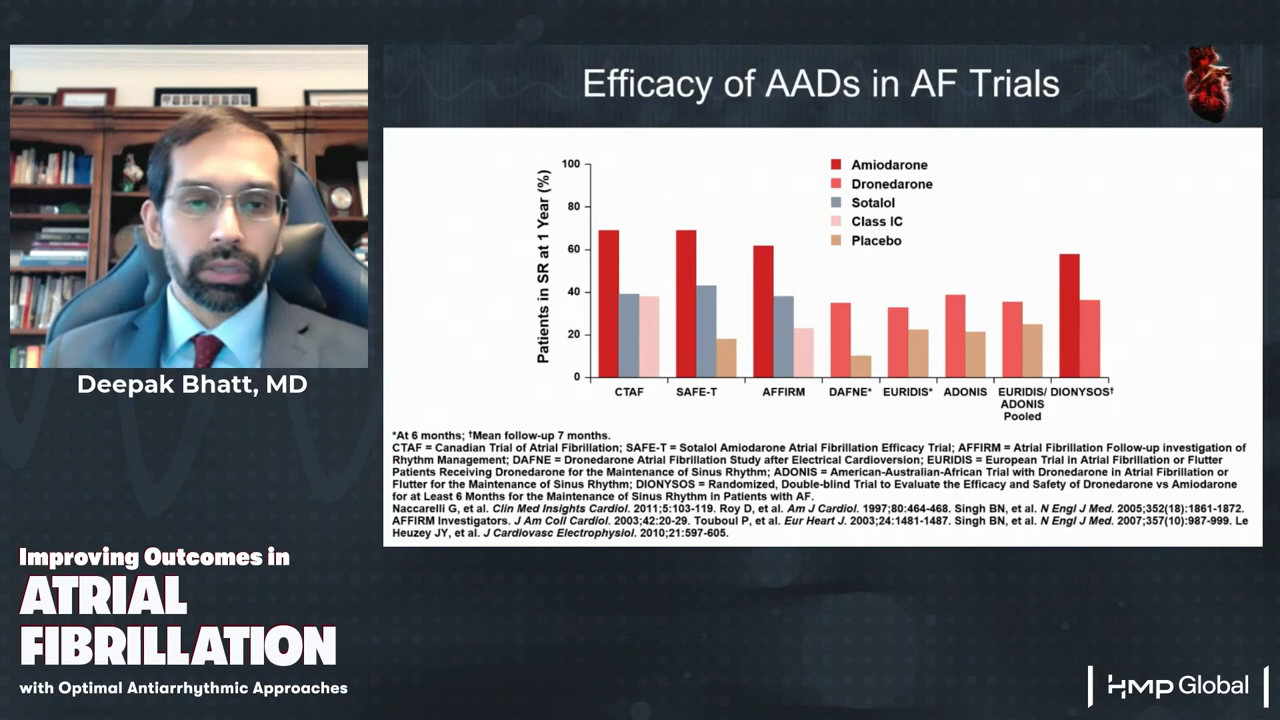 Efficacy of AADs in AF Trials
Patients in SR at 1 Year (%)
100
80
60
40
20
0
Amiodarone
Dronedarone
Sotalol
Class IC
Placebo
CTAF
SAFE-T
AFFIRM
DAFNE*
EURIDIS*
ADONIS
EURIDIS/
ADONIS
Pooled
DIONYSOS†
*At 6 months; †Mean follow-up 7 months.
CTAF = Canadian Trial of Atrial Fibrillation; SAFE-T = Sotalol Amiodarone Atrial Fibrillation Efficacy Trial; AFFIRM = Atrial Fibrillation Follow-up investigation of
Rhythm Management; DAFNE = Dronedarone Atrial Fibrillation Study after Electrical Cardioversion; EURIDIS = European Trial in Atrial Fibrillation or Flutter
Patients Receiving Dronedarone for the Maintenance of Sinus Rhythm; ADONIS = American-Australian-African Trial with Dronedarone in Atrial Fibrillation or
Flutter for the Maintenance of Sinus Rhythm; DIONYSOS = Randomized, Double-blind Trial to Evaluate the Efficacy and Safety of Dronedarone vs Amiodarone
for at Least 6 Months for the Maintenance of Sinus Rhythm in Patients with AF.
Naccarelli G, et al. Clin Med Insights Cardiol. 2011;5:103-119. Roy D, et al. Am J Cardiol. 1997;80:464-468. Singh BN, et al. N Engl J Med. 2005;352(18):1861-1872.
AFFIRM Investigators. J Am Coll Cardiol. 2003;42:20-29. Touboul P, et al. Eur Heart J. 2003;24:1481-1487. Singh BN, et al. N Engl J Med. 2007;357(10):987-999. Le
Heuzey JY, et al. J Cardiovasc Electrophysiol. 2010;21:597-605.
Deepak Bhatt, MD
Improving Outcomes in
ATRIAL
FIBRILLATION
with Optimal Antiarrhythmic Approaches
HMP Global